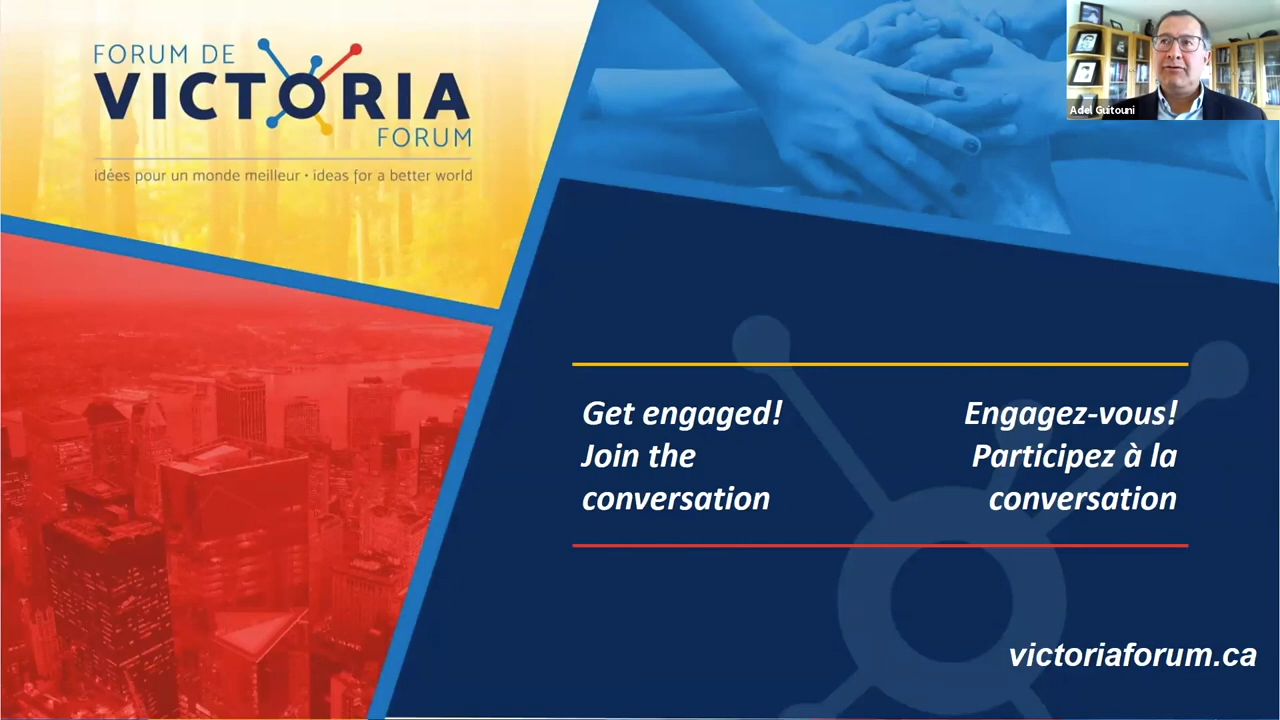 FORUM DE
VICTORIA
FORUM
idées pour un monde meilleur • ideas for a better world
Adel Guitouni
Get engaged!
Join the
conversation
Engagez-vous!
Participez à la
conversation
victoriaforum.ca